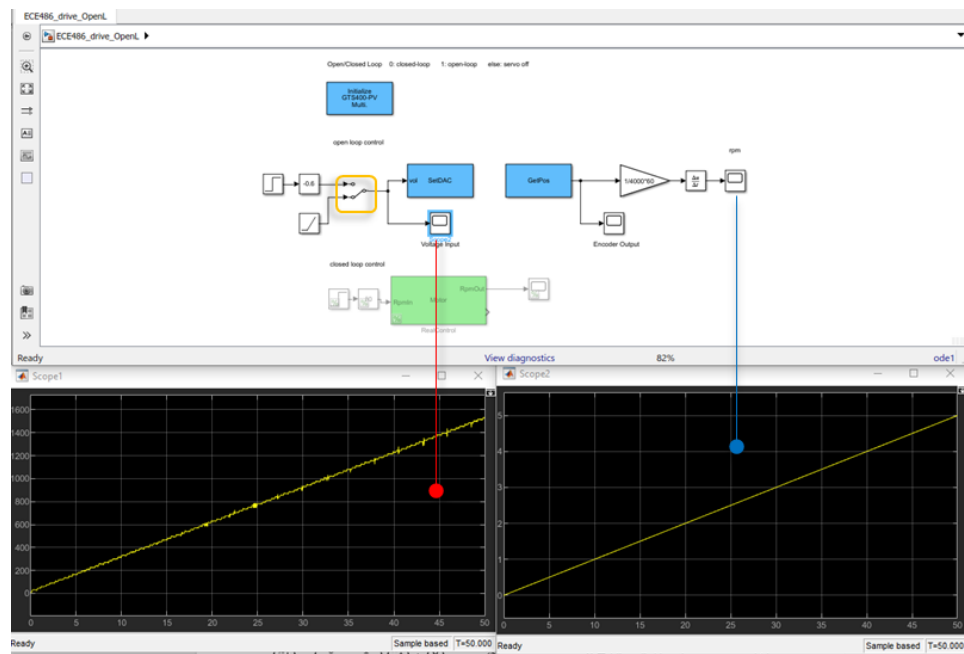 ECE486_drive_OpenL
ECE486_drive_OpenL
Open/Closed Loop 0: closed-loop 1: open-loop else: servo off
Initialize
GTS400-PV
Multi.
open loop control
-0.6
vol SetDAC
Voltage Input
GetPos
1/4000*60
Δu
Δt
rpm
Encoder Output
closed loop control
RpmIn Motor RpmOut
RealControl
Ready View diagnostics 82% ode1
Scope1
1600
1400
1200
1000
800
600
400
200
0
0 5 10 15 20 25 30 35 40 45 50
Ready Sample based T=50.000
Scope2
5
4
3
2
1
0
0 5 10 15 20 25 30 35 40 45 50
Ready Sample based T=50.000